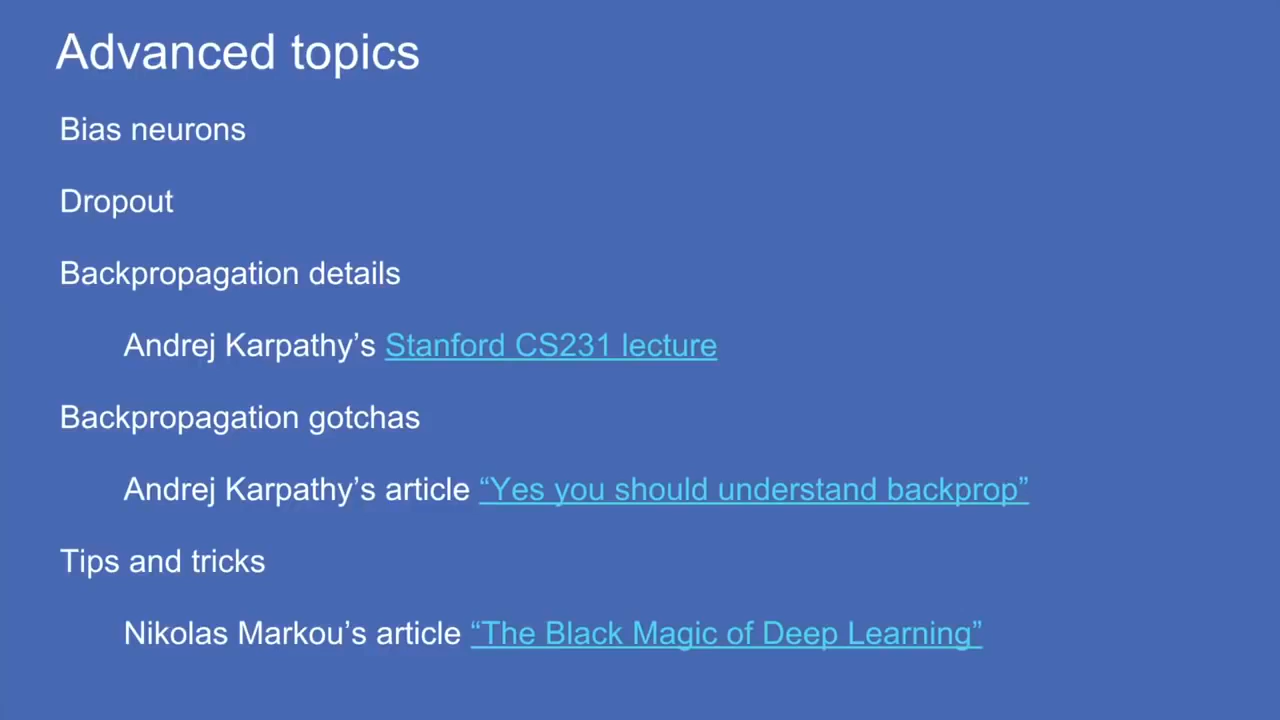 Advanced topics
Bias neurons
Dropout
Backpropagation details
Andrej Karpathy’s Stanford CS231 lecture
Backpropagation gotchas
Andrej Karpathy’s article “Yes you should understand backprop”
Tips and tricks
Nikolas Markou’s article “The Black Magic of Deep Learning”